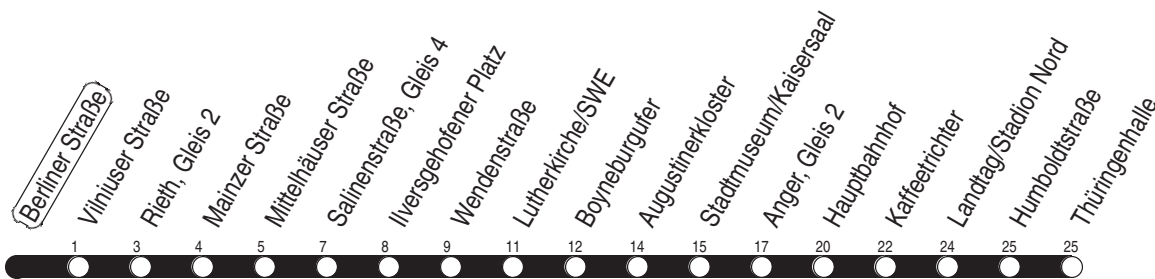 Berliner Straße
Vilniuser Straße
Rieth, Gleis 2
Mainzer Straße
Mittelhäuser Straße
Salinenstraße, Gleis 4
Ilversgehofener Platz
Wendenstraße
Lutherkirche/SWE
Boyneburgufer
Augustinerkloster
Stadtmuseum/Kaisersaal
Anger, Gleis 2
Hauptbahnhof
Kaffeetrichter
Landtag/Stadion Nord
Humboldtstraße
Thüringenhalle
1 3 4 5 7 8 9 11 12 14 15 17 20 22 24 25 25